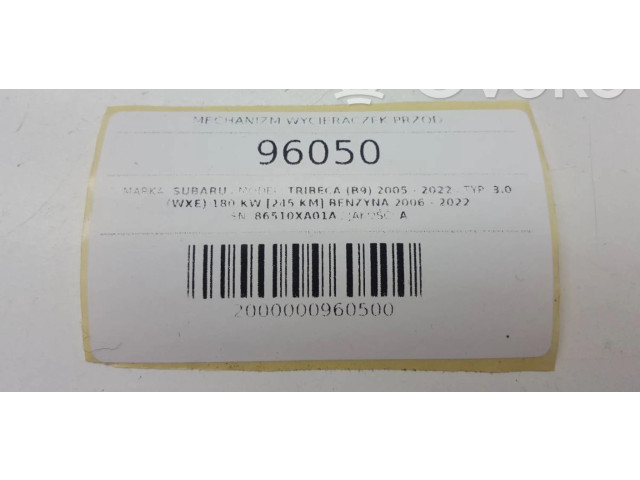 MECHANIZM WYCIERACZEK PRZÓD
96050
MARKA: SUBARU, MODEL: TRIBECA (B9) 2005 - 2022, TYP: 3.0
(WXE) 180 KW [245 KM] BENZYNA 2006 - 2022
SN: 86510XA01A, JAKOŚĆ: A
2000000960500